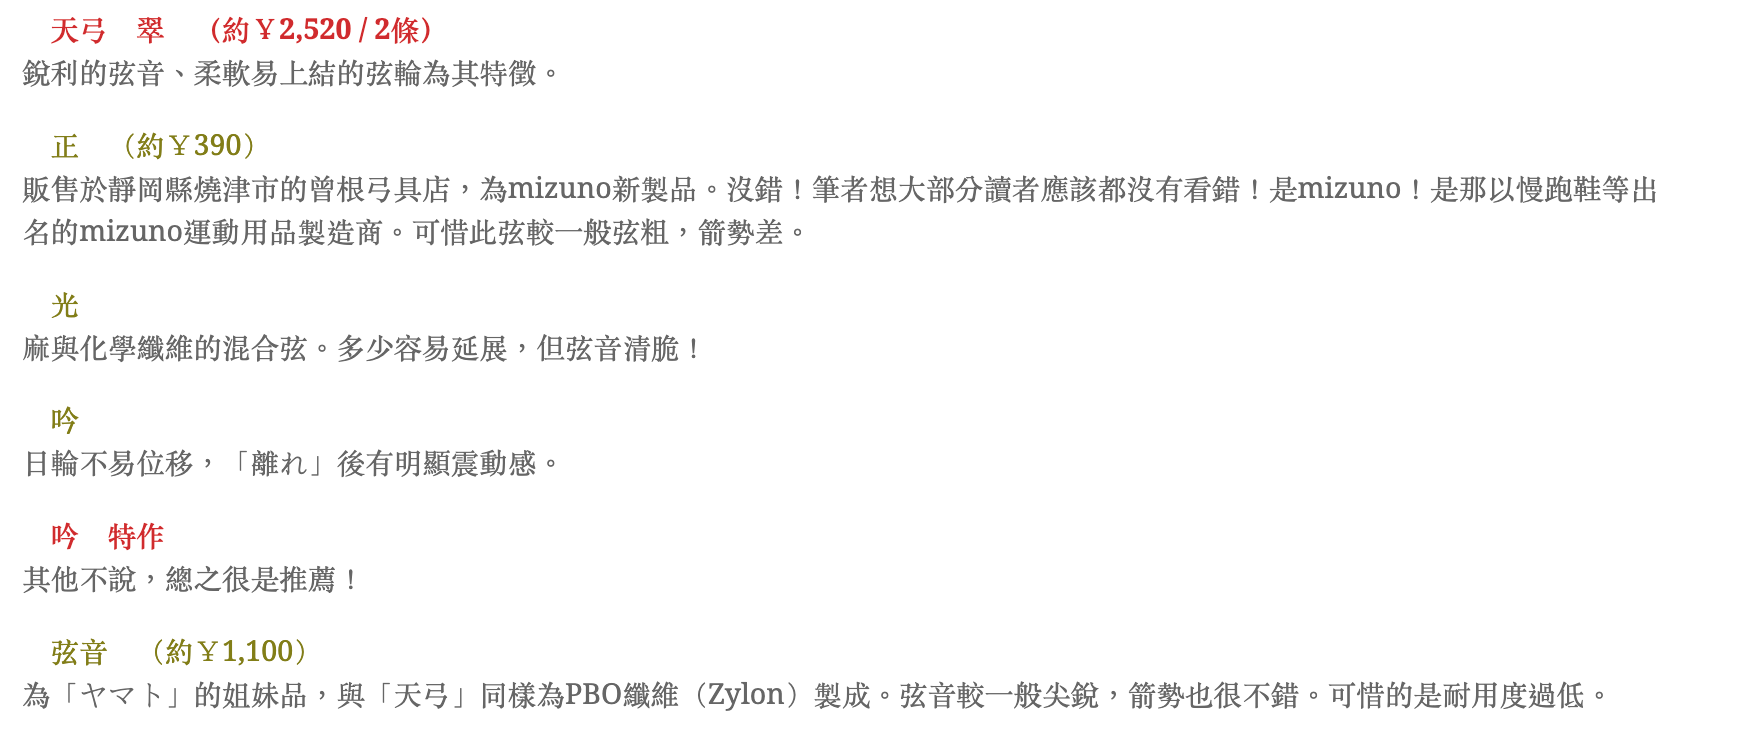 天弓　翠　（約￥2,520 / 2條）
銳利的弦音、柔軟易上結的弦輪為其特徵。
正　（約￥390）
販售於靜岡縣燒津市的曾根弓具店，為mizuno新製品。沒錯！筆者想大部分讀者應該都沒有看錯！是mizuno！是那以慢跑鞋等出
名的mizuno運動用品製造商。可惜此弦較一般弦粗，箭勢差。
光
麻與化學纖維的混合弦。多少容易延展，但弦音清脆！
吟
日輪不易位移，「離れ」後有明顯震動感。
吟　特作
其他不說，總之很是推薦！
弦音　（約￥1,100）
為「ヤマト」的姐妹品，與「天弓」同樣為PBO纖維（Zylon）製成。弦音較一般尖銳，箭勢也很不錯。可惜的是耐用度過低。